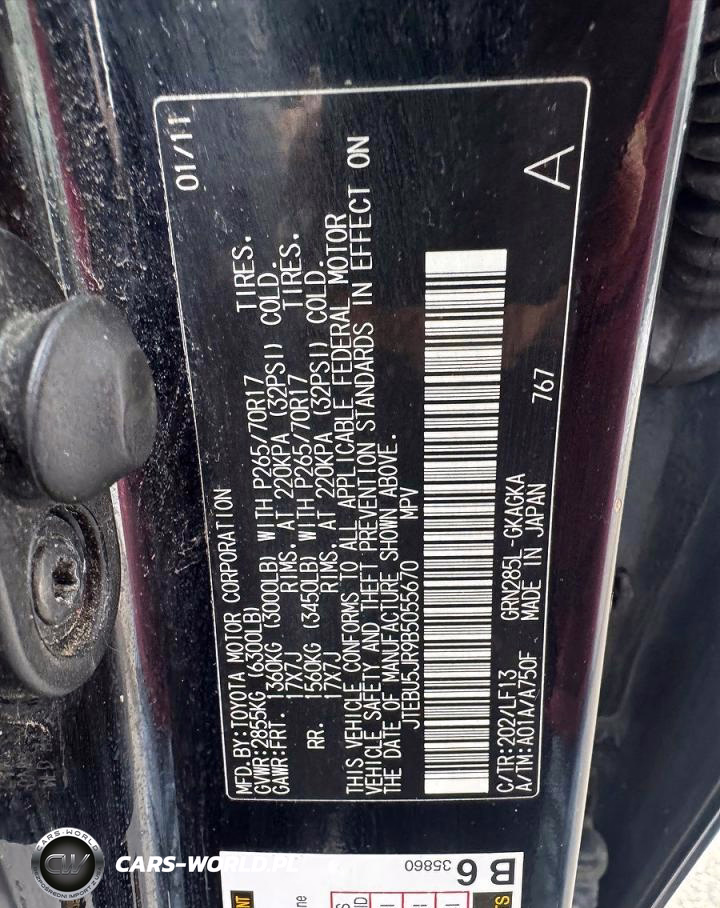 01/11
MFD.BY:TOYOTA MOTOR CORPORATION
GVWR:2855KG (6300LB)
GAWR:FRT. 1360KG (3000LB) WITH P265/70R17 TIRES.
17X7J RIMS. AT 220KPA (32PSI) COLD.
RR. 1560KG (3450LB) WITH P265/70R17 TIRES.
17X7J RIMS. AT 220KPA (32PSI) COLD.
THIS VEHICLE CONFORMS TO ALL APPLICABLE FEDERAL MOTOR
VEHICLE SAFETY AND THEFT PREVENTION STANDARDS IN EFFECT ON
THE DATE OF MANUFACTURE SHOWN ABOVE.
JTEBU5JR9B5055670 MPV
C/TR:202/LF13 GRN285L-GKAGKA 767
A/TM:A01A/A750F MADE IN JAPAN
A
B6
35860
CARS-WORLD.PL
CARS-WORLD
CW